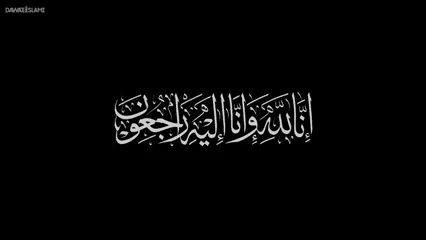 DAWATEISLAMI
إِنَّا لِلَّهِ وَإِنَّا إِلَيْهِ رَاجِعُونَ